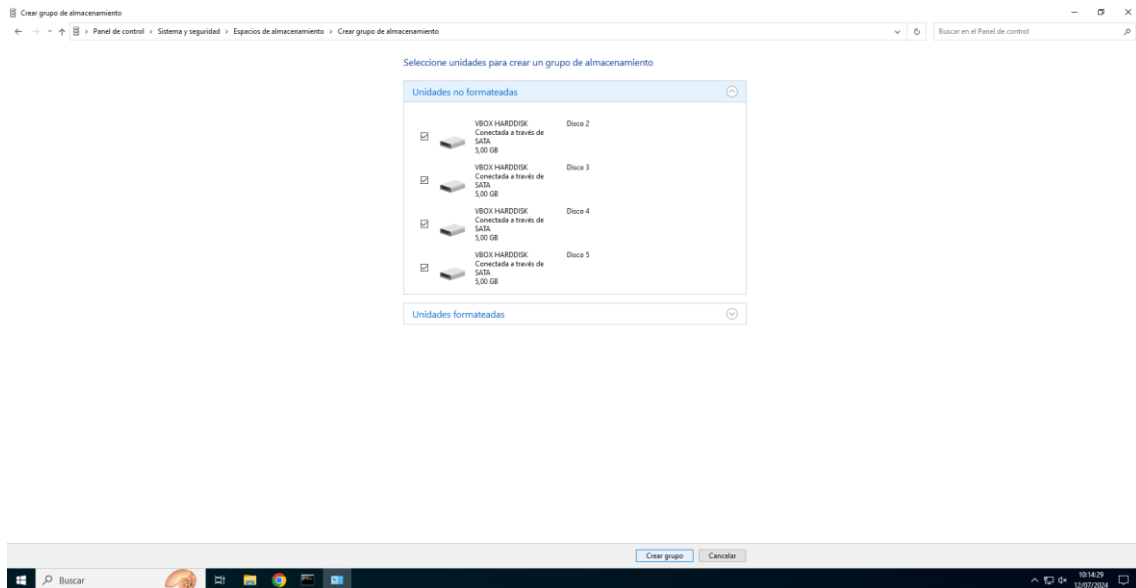 Crear grupo de almacenamiento
Panel de control › Sistema y seguridad › Espacios de almacenamiento › Crear grupo de almacenamiento
Buscar en el Panel de control
Seleccione unidades para crear un grupo de almacenamiento
Unidades no formateadas
VBOX HARDDISK Disco 2
Conectada a través de
SATA
5,00 GB
VBOX HARDDISK Disco 3
Conectada a través de
SATA
5,00 GB
VBOX HARDDISK Disco 4
Conectada a través de
SATA
5,00 GB
VBOX HARDDISK Disco 5
Conectada a través de
SATA
5,00 GB
Unidades formateadas
Crear grupo Cancelar
Buscar
10:14:29
12/07/2024